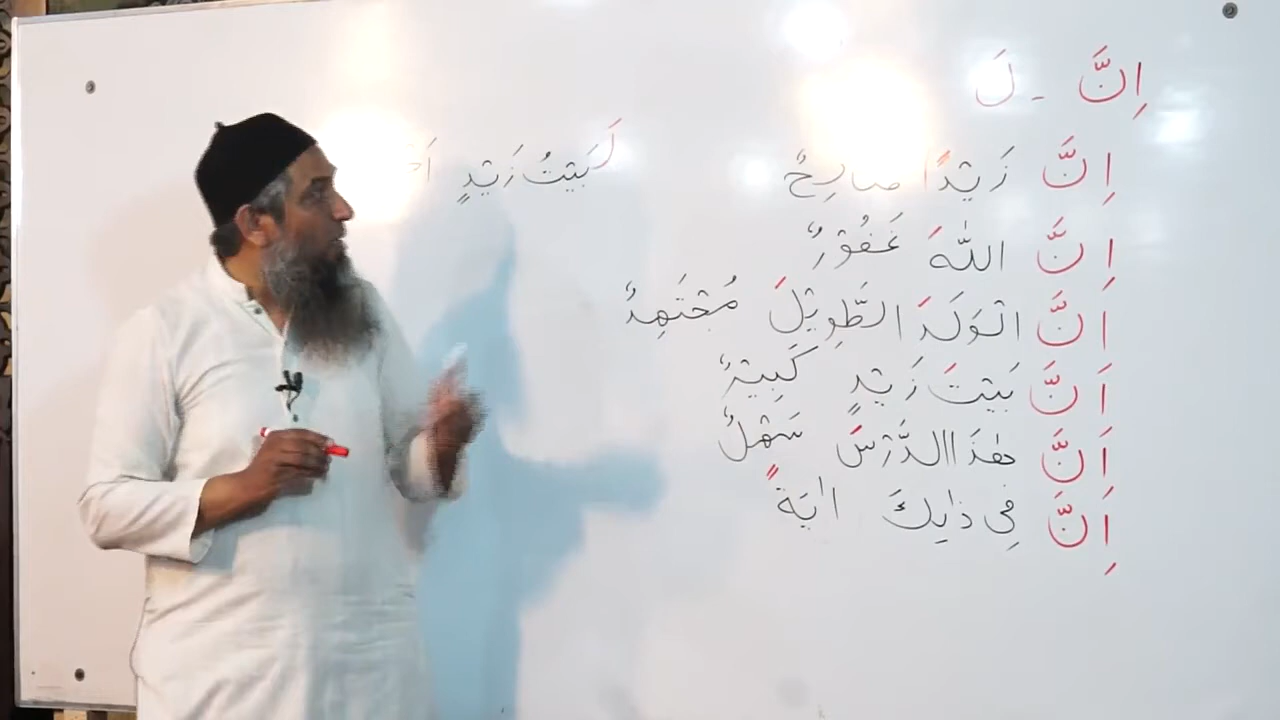 اِنَّ - لَ
اِنَّ زَيْدًا صَالِحٌ
لَبَيْتُ زَيْدٍ
اِنَّ اللّٰهَ غَفُوْرٌ
اَنَّ الْوَلَدَ الطَّوِيْلَ مُجْتَهِدٌ
اَنَّ بَيْتَ زَيْدٍ كَبِيْرٌ
اَنَّ هٰذَا الدَّرْسَ سَهْلٌ
اِنَّ فِى ذٰلِكَ اٰيَةً